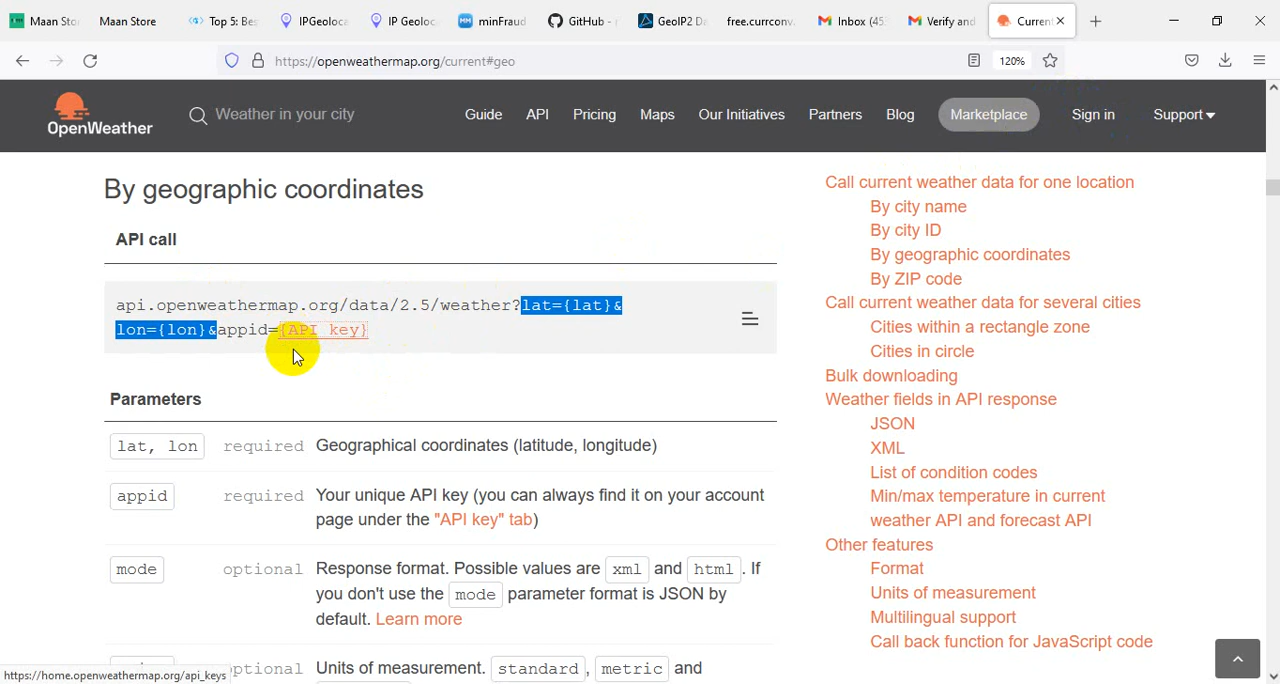 Maan Sto
Maan Store
Top 5: Bes
IPGeoloca
IP Geoloc
minFraud
GitHub - 
GeoIP2 Da
free.currconv.
Inbox (45
Verify and
Current
https://openweathermap.org/current#geo
120%
OpenWeather
Weather in your city
Guide
API
Pricing
Maps
Our Initiatives
Partners
Blog
Marketplace
Sign in
Support
By geographic coordinates
API call
api.openweathermap.org/data/2.5/weather?lat={lat}&
lon={lon}&appid={API key}
Parameters
lat, lon required Geographical coordinates (latitude, longitude)
appid required Your unique API key (you can always find it on your account
page under the "API key" tab)
mode optional Response format. Possible values are xml and html. If
you don't use the mode parameter format is JSON by
default. Learn more
optional Units of measurement. standard, metric and
Call current weather data for one location
By city name
By city ID
By geographic coordinates
By ZIP code
Call current weather data for several cities
Cities within a rectangle zone
Cities in circle
Bulk downloading
Weather fields in API response
JSON
XML
List of condition codes
Min/max temperature in current
weather API and forecast API
Other features
Format
Units of measurement
Multilingual support
Call back function for JavaScript code
https://home.openweathermap.org/api_keys